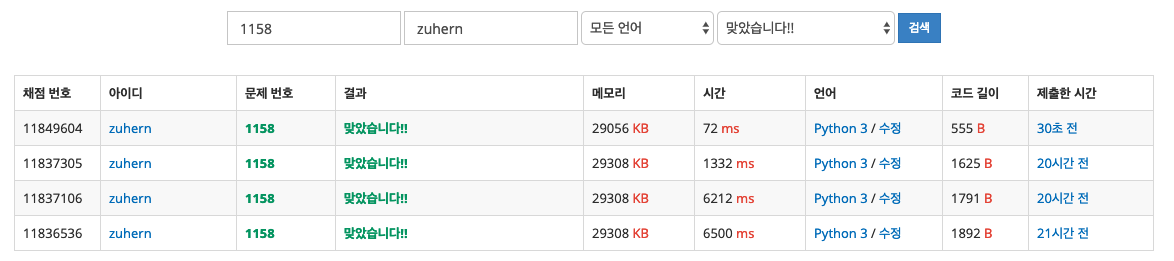 1158 zuhern 모든 언어 맞았습니다!! 검색
채점 번호 아이디 문제 번호 결과 메모리 시간 언어 코드 길이 제출한 시간
11849604 zuhern 1158 맞았습니다!! 29056 KB 72 ms Python 3 / 수정 555 B 30초 전
11837305 zuhern 1158 맞았습니다!! 29308 KB 1332 ms Python 3 / 수정 1625 B 20시간 전
11837106 zuhern 1158 맞았습니다!! 29308 KB 6212 ms Python 3 / 수정 1791 B 20시간 전
11836536 zuhern 1158 맞았습니다!! 29308 KB 6500 ms Python 3 / 수정 1892 B 21시간 전